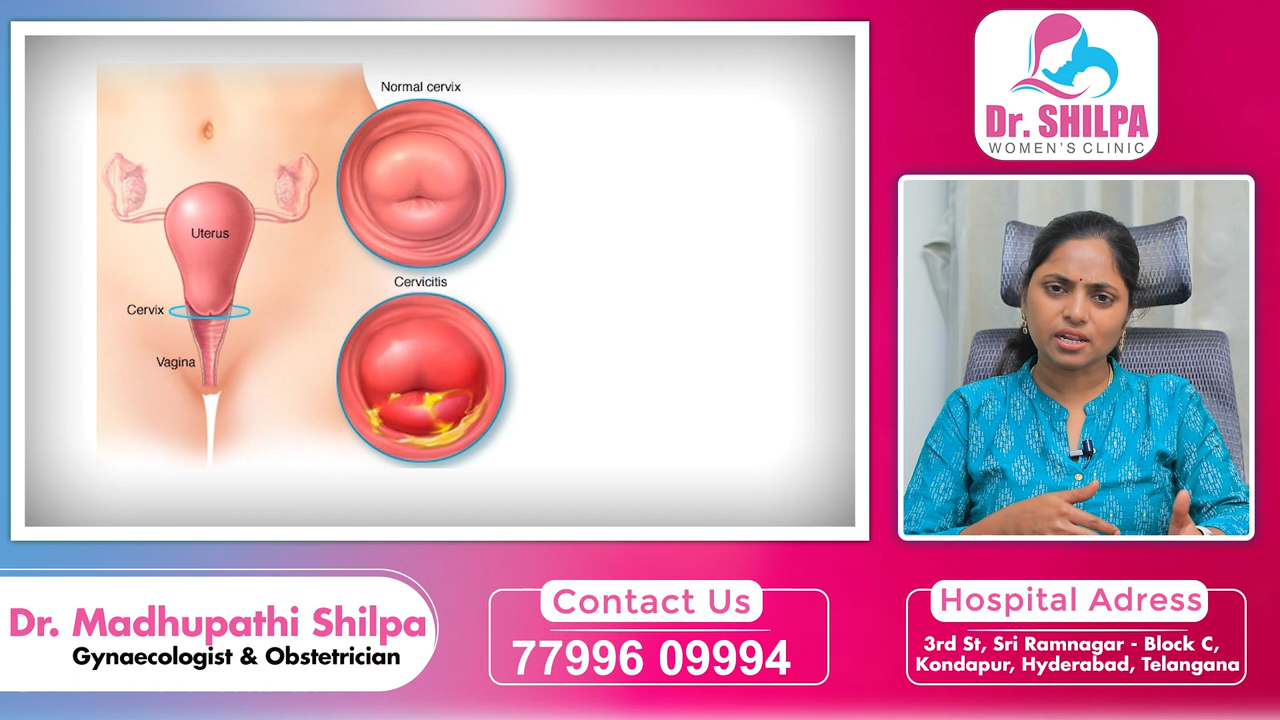 Normal cervix
Uterus
Cervicitis
Cervix
Vagina
Dr. SHILPA
WOMEN'S CLINIC
Dr. Madhupathi Shilpa
Gynaecologist & Obstetrician
Contact Us
77996 09994
Hospital Adress
3rd St, Sri Ramnagar - Block C,
Kondapur, Hyderabad, Telangana